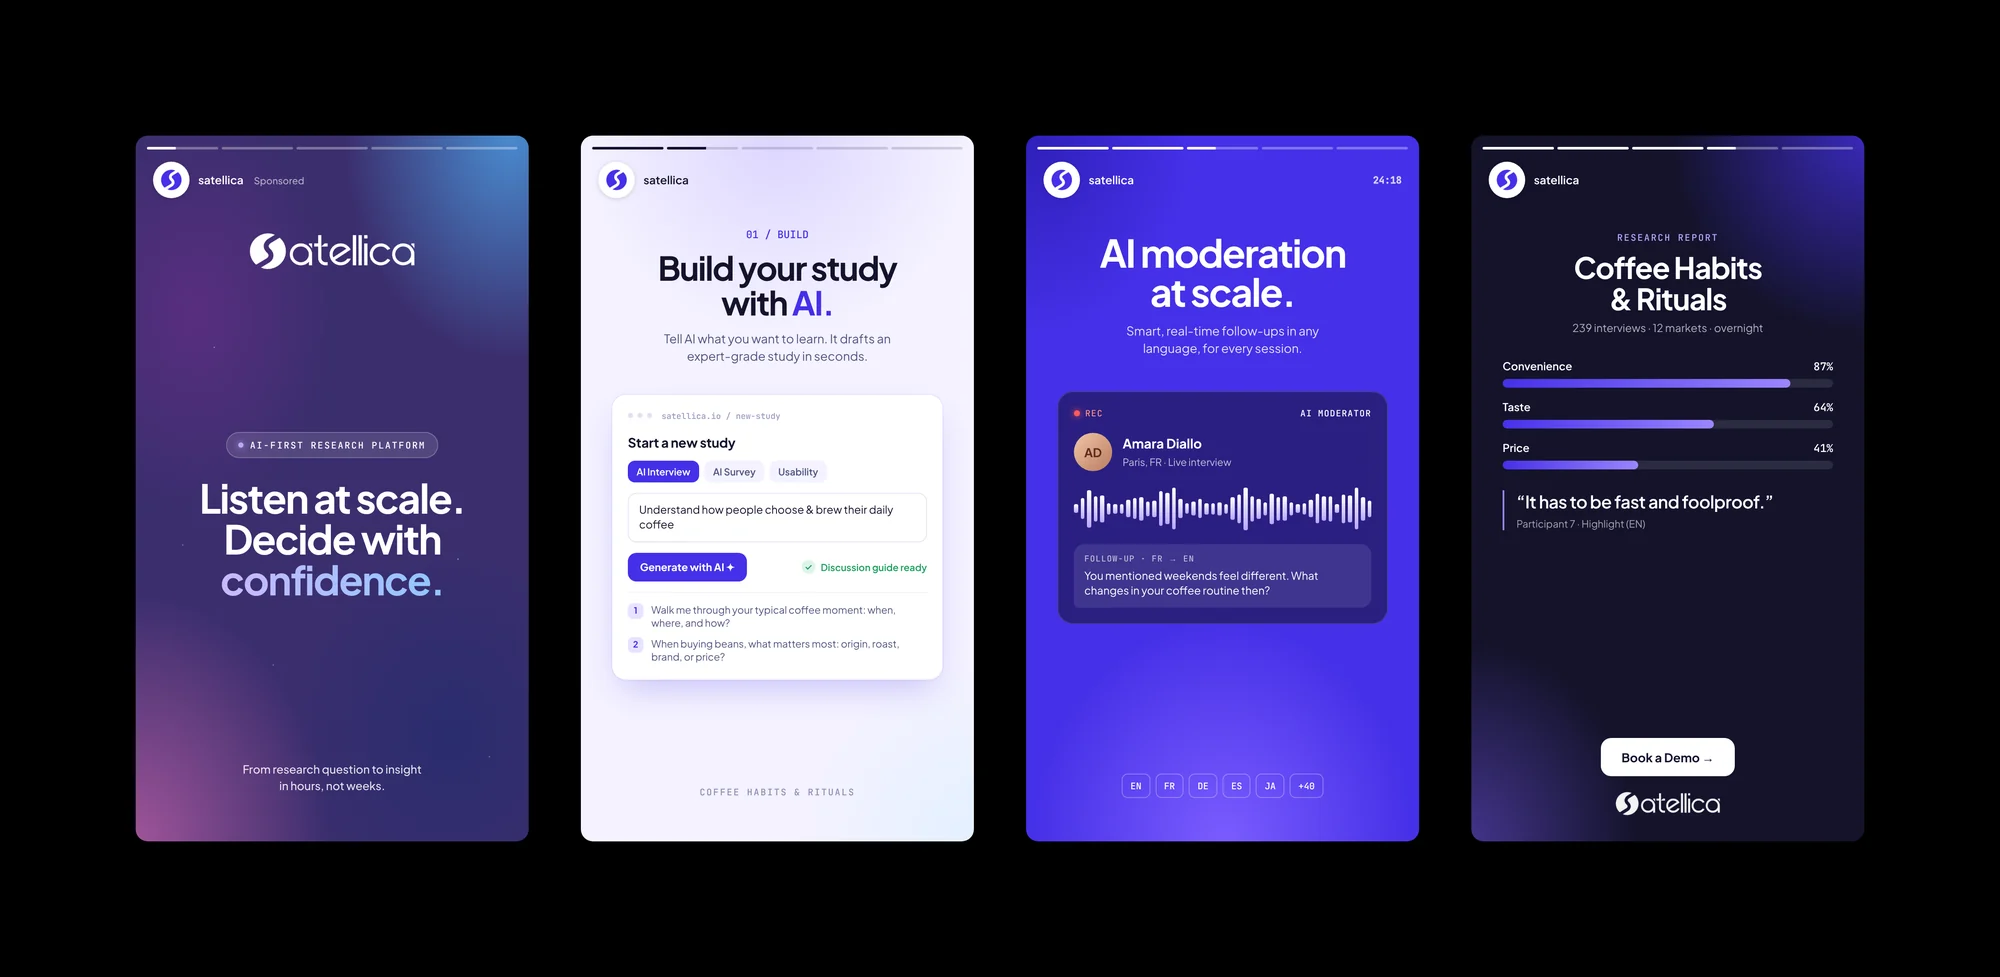 satellica Sponsored
Satellica
AI-FIRST RESEARCH PLATFORM
Listen at scale.
Decide with
confidence.
From research question to insight
in hours, not weeks.
satellica
01 / BUILD
Build your study
with AI.
Tell AI what you want to learn. It drafts an
expert-grade study in seconds.
satellica.io / new-study
Start a new study
AI Interview AI Survey Usability
Understand how people choose & brew their daily
coffee
Generate with AI Discussion guide ready
1 Walk me through your typical coffee moment: when,
where, and how?
2 When buying beans, what matters most: origin, roast,
brand, or price?
COFFEE HABITS & RITUALS
satellica 24:18
AI moderation
at scale.
Smart, real-time follow-ups in any
language, for every session.
REC AI MODERATOR
AD Amara Diallo
Paris, FR · Live interview
FOLLOW-UP · FR → EN
You mentioned weekends feel different. What
changes in your coffee routine then?
EN FR DE ES JA +40
satellica
RESEARCH REPORT
Coffee Habits
& Rituals
239 interviews · 12 markets · overnight
Convenience 87%
Taste 64%
Price 41%
“It has to be fast and foolproof.”
Participant 7 · Highlight (EN)
Book a Demo →
Satellica